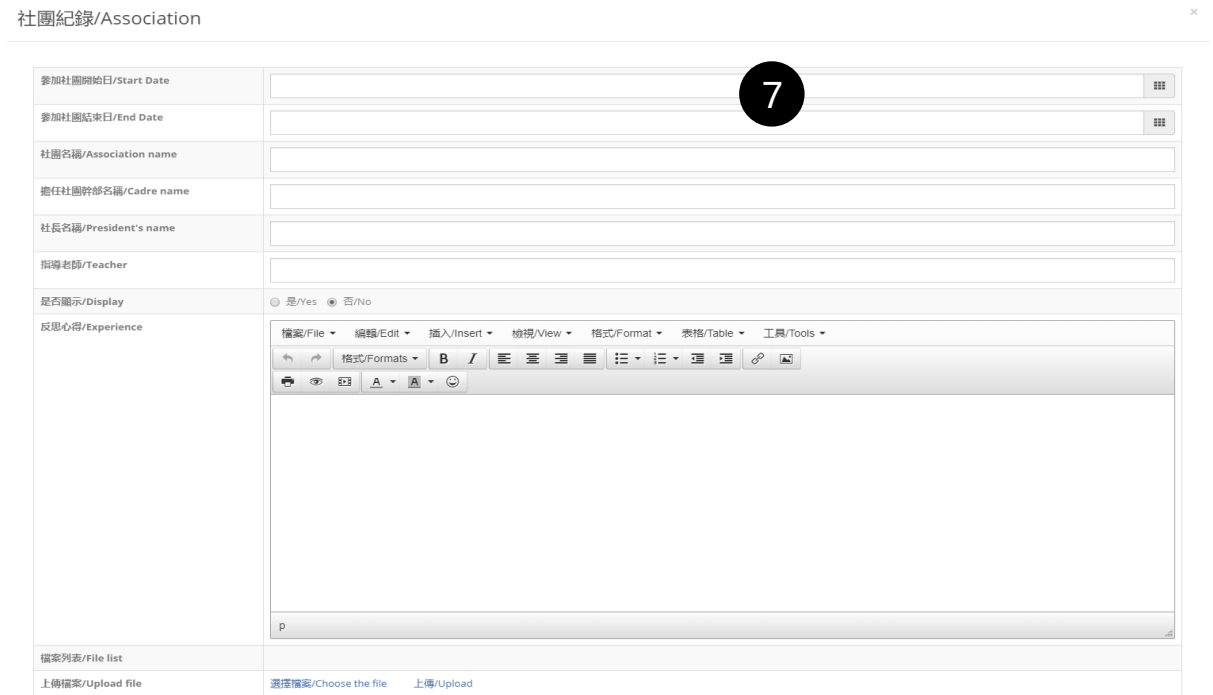 社團紀錄/Association
×
參加社團開始日/Start Date
7
參加社團結束日/End Date
社團名稱/Association name
擔任社團幹部名稱/Cadre name
社長名稱/President's name
指導老師/Teacher
是否顯示/Display
是/Yes 否/No
反思心得/Experience
檔案/File 編輯/Edit 插入/Insert 檢視/View 格式/Format 表格/Table 工具/Tools
格式/Formats B I
A A
p
檔案列表/File list
上傳檔案/Upload file
選擇檔案/Choose the file 上傳/Upload